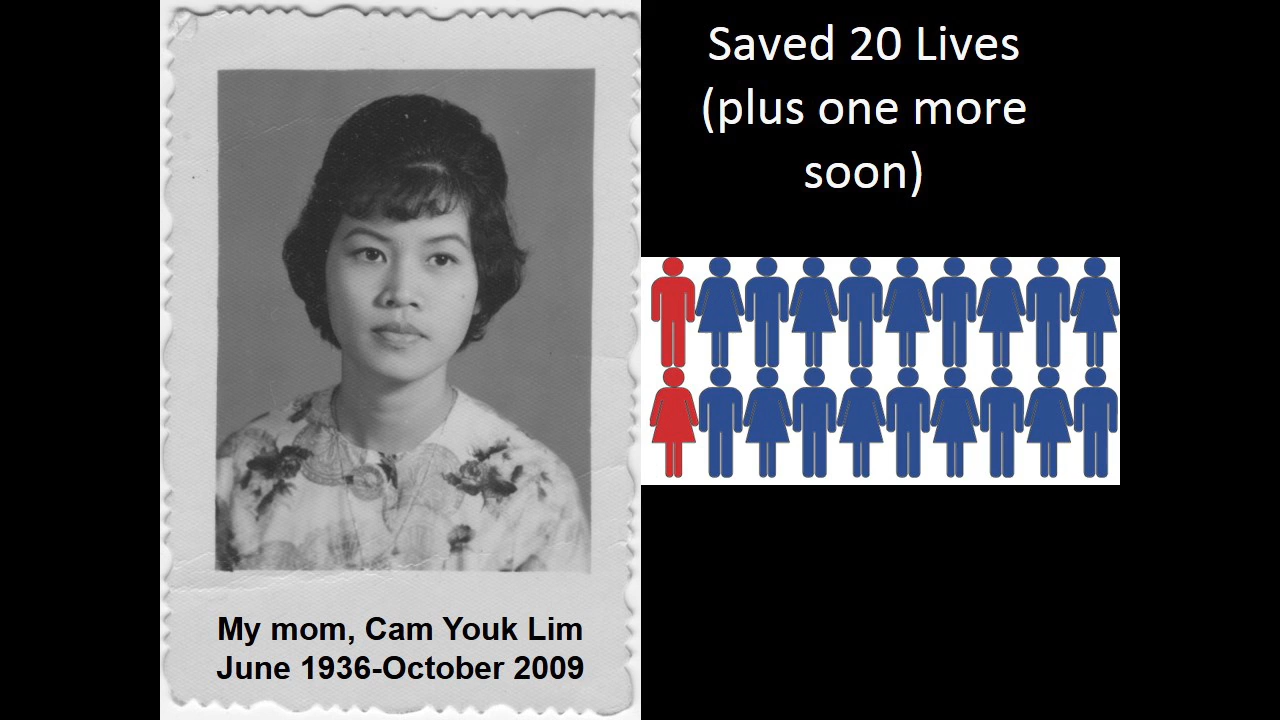 Saved 20 Lives
(plus one more
soon)
My mom, Cam Youk Lim
June 1936-October 2009